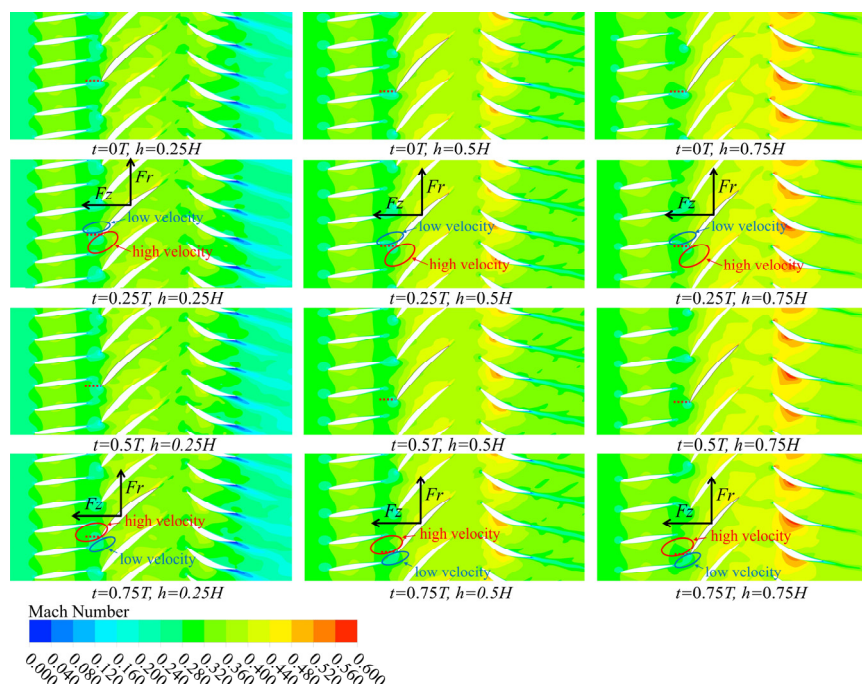 t=0T, h=0.25H
t=0T, h=0.5H
t=0T, h=0.75H
Fr
Fz
low velocity
high velocity
t=0.25T, h=0.25H
Fr
Fz
low velocity
high velocity
t=0.25T, h=0.5H
Fr
Fz
low velocity
high velocity
t=0.25T, h=0.75H
t=0.5T, h=0.25H
t=0.5T, h=0.5H
t=0.5T, h=0.75H
Fr
Fz
high velocity
low velocity
t=0.75T, h=0.25H
Fr
Fz
high velocity
low velocity
t=0.75T, h=0.5H
Fr
Fz
high velocity
low velocity
t=0.75T, h=0.75H
Mach Number
0.000
0.040
0.080
0.120
0.160
0.200
0.240
0.280
0.320
0.360
0.400
0.440
0.480
0.520
0.560
0.600